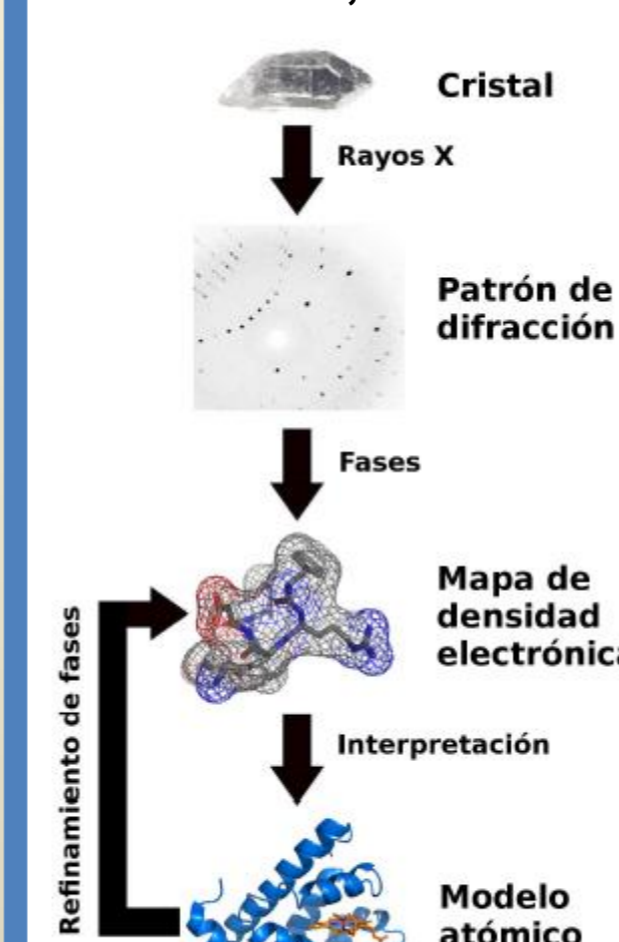 Cristal
Rayos X
Patrón de
difracción
Fases
Mapa de
densidad
electrónica
Interpretación
Refinamiento de fases
Modelo
atómico